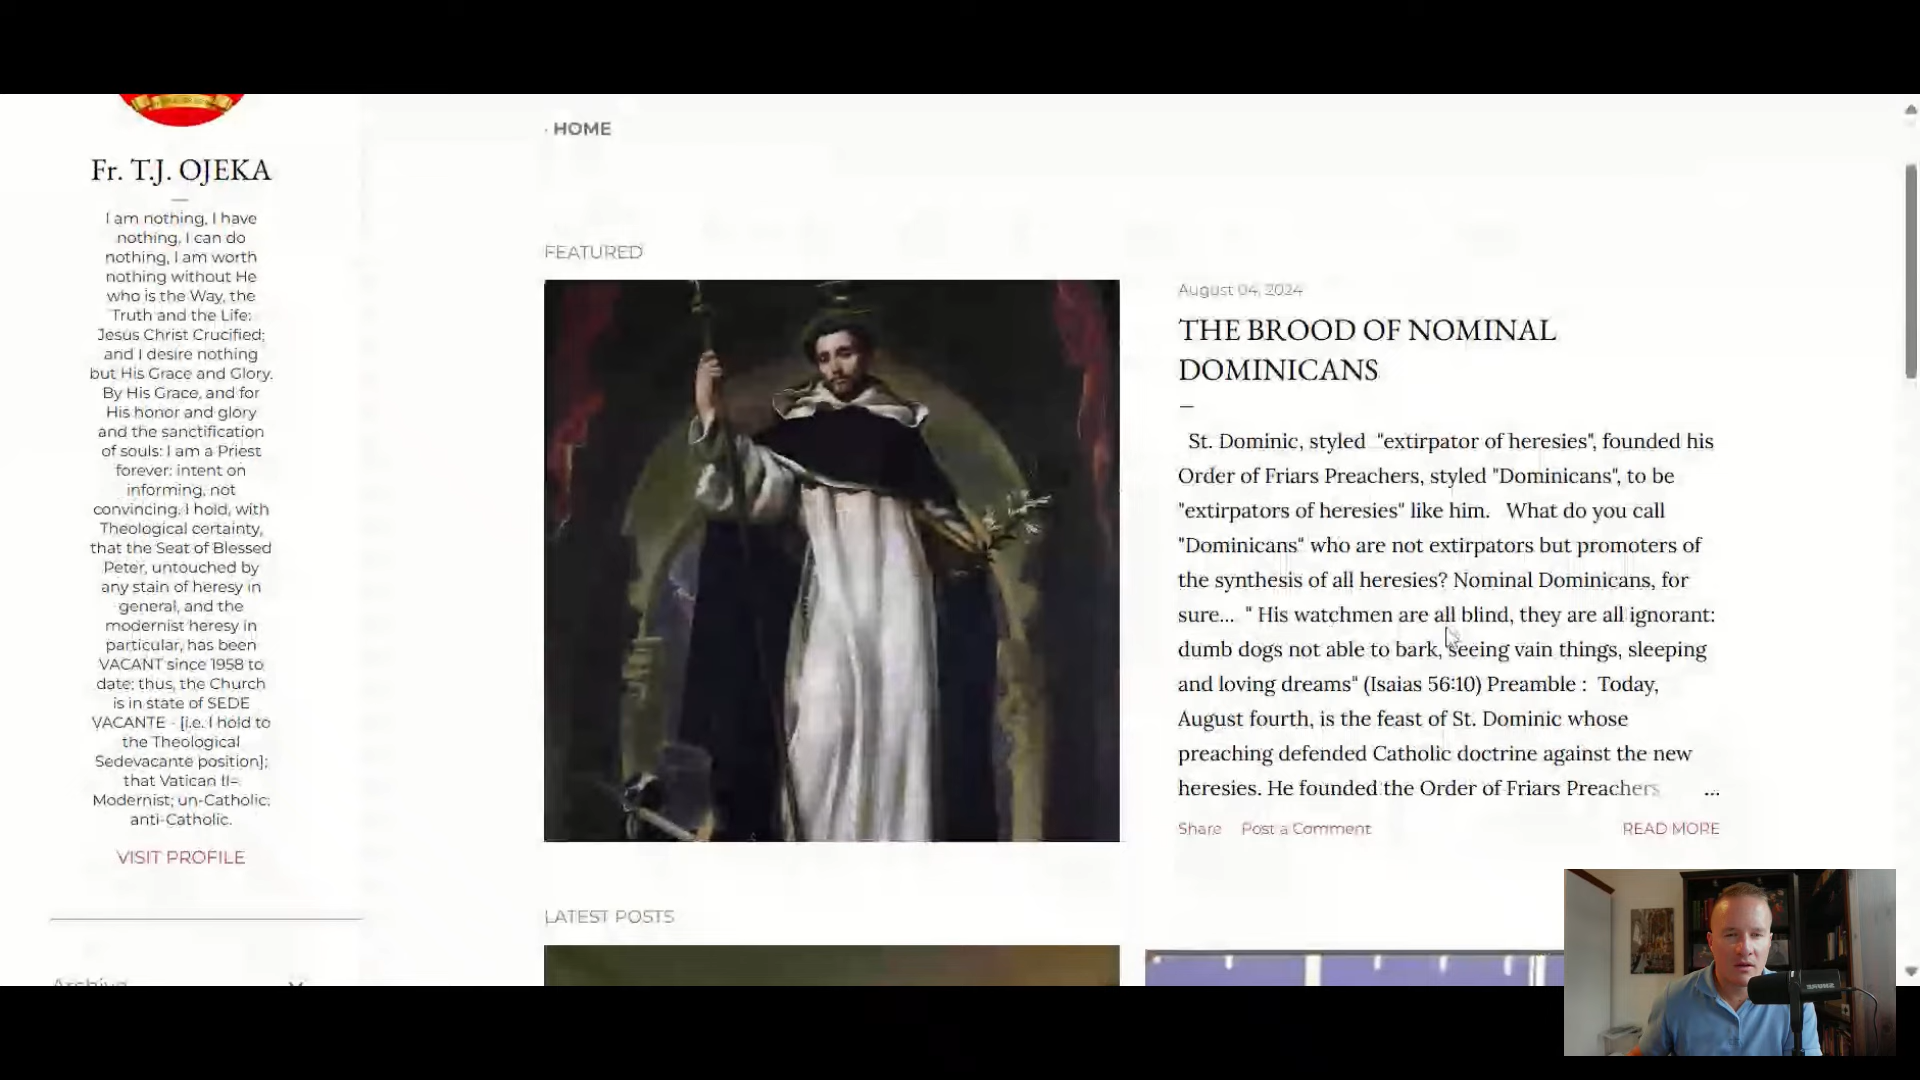 Fr. T.J. OJEKA
I am nothing, I have
nothing, I can do
nothing, I am worth
nothing without He
who is the Way, the
Truth and the Life:
Jesus Christ Crucified;
and I desire nothing
but His Grace and Glory.
By His Grace, and for
His honor and glory
and the sanctification
of souls: I am a Priest
forever: intent on
informing, not
convincing. I hold, with
Theological certainty,
that the Seat of Blessed
Peter, untouched by
any stain of heresy in
general, and the
modernist heresy in
particular, has been
VACANT since 1958 to
date: thus, the Church
is in state of SEDE
VACANTE - [i.e. I hold to
the Theological
Sedevacante position];
that Vatican II=
Modernist; un-Catholic:
anti-Catholic.
VISIT PROFILE
Archive
· HOME
FEATURED
August 04, 2024
THE BROOD OF NOMINAL
DOMINICANS
St. Dominic, styled "extirpator of heresies", founded his
Order of Friars Preachers, styled "Dominicans", to be
"extirpators of heresies" like him. What do you call
"Dominicans" who are not extirpators but promoters of
the synthesis of all heresies? Nominal Dominicans, for
sure... " His watchmen are all blind, they are all ignorant:
dumb dogs not able to bark, seeing vain things, sleeping
and loving dreams" (Isaias 56:10) Preamble : Today,
August fourth, is the feast of St. Dominic whose
preaching defended Catholic doctrine against the new
heresies. He founded the Order of Friars Preachers ...
Share Post a Comment READ MORE
LATEST POSTS